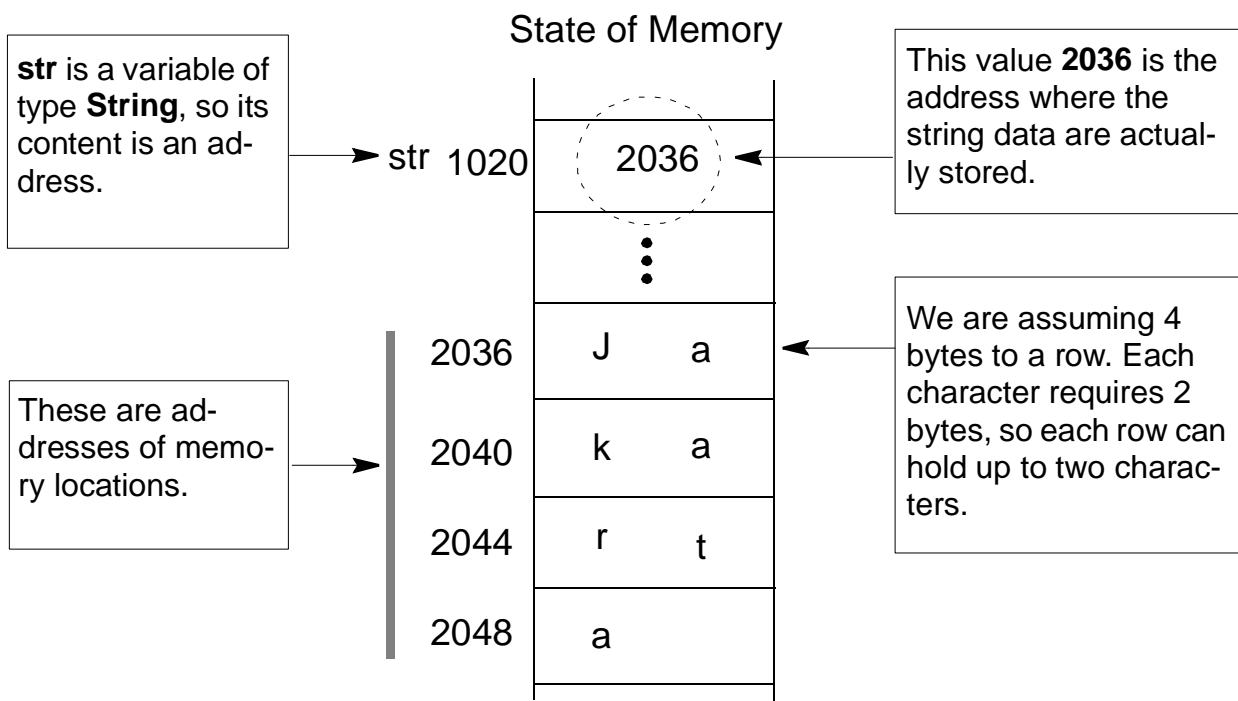 State of Memory
str is a variable of
type String, so its
content is an ad-
dress.
str 1020 2036
This value 2036 is the
address where the
string data are actual-
ly stored.
These are ad-
dresses of memo-
ry locations.
2036 J a
2040 k a
2044 r t
2048 a
We are assuming 4
bytes to a row. Each
character requires 2
bytes, so each row can
hold up to two charac-
ters.